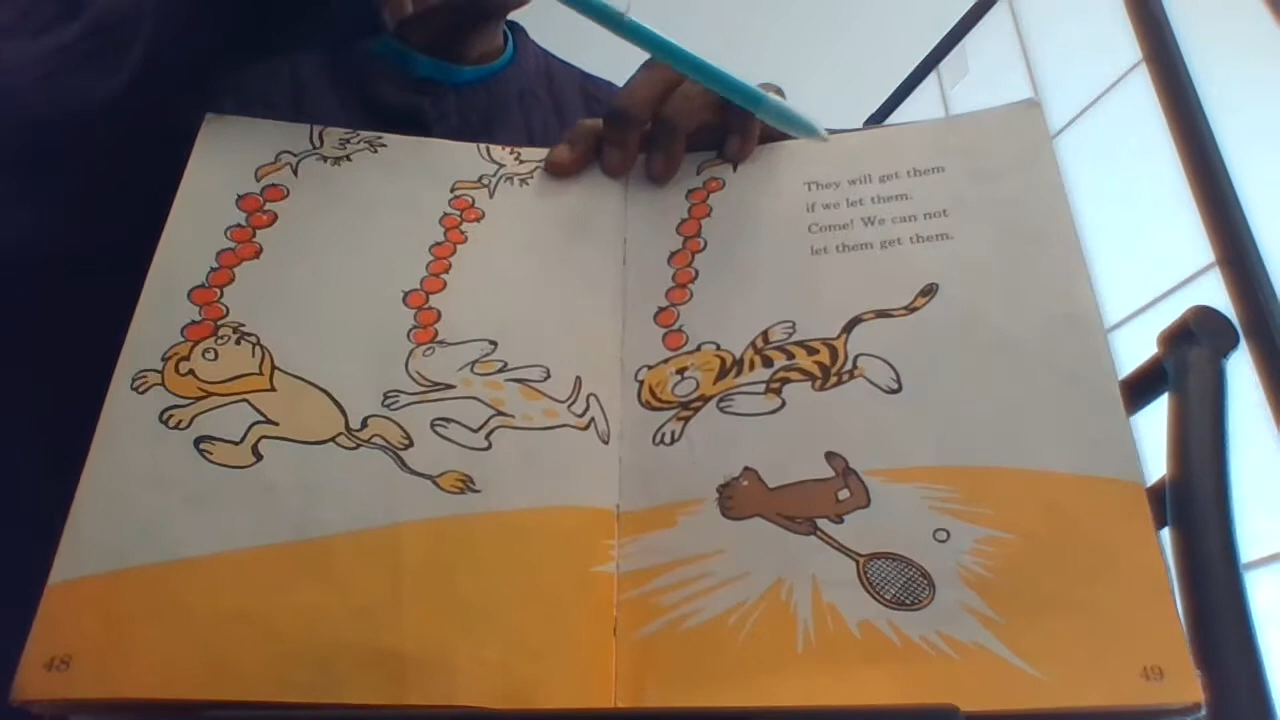 They will get them
if we let them.
Come! We can not
let them get them.
48
49